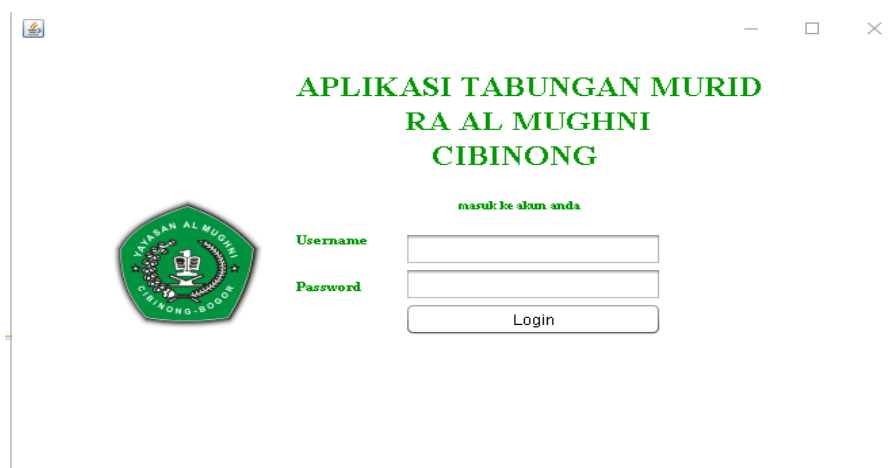 APLIKASI TABUNGAN MURID
RA AL MUGHNI
CIBINONG
masuk ke akun anda
YAYASAN AL MUGHNI
CIBINONG-BOGOR
Username
Password
Login